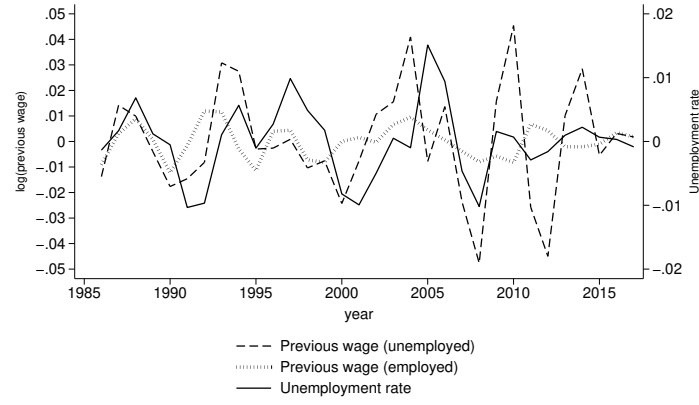 .05
.04
.03
.02
.01
0
−.01
−.02
−.03
−.04
−.05
log(previous wage)
.02
.01
0
−.01
−.02
Unemployment rate
1985 1990 1995 2000 2005 2010 2015
year
Previous wage (unemployed)
Previous wage (employed)
Unemployment rate